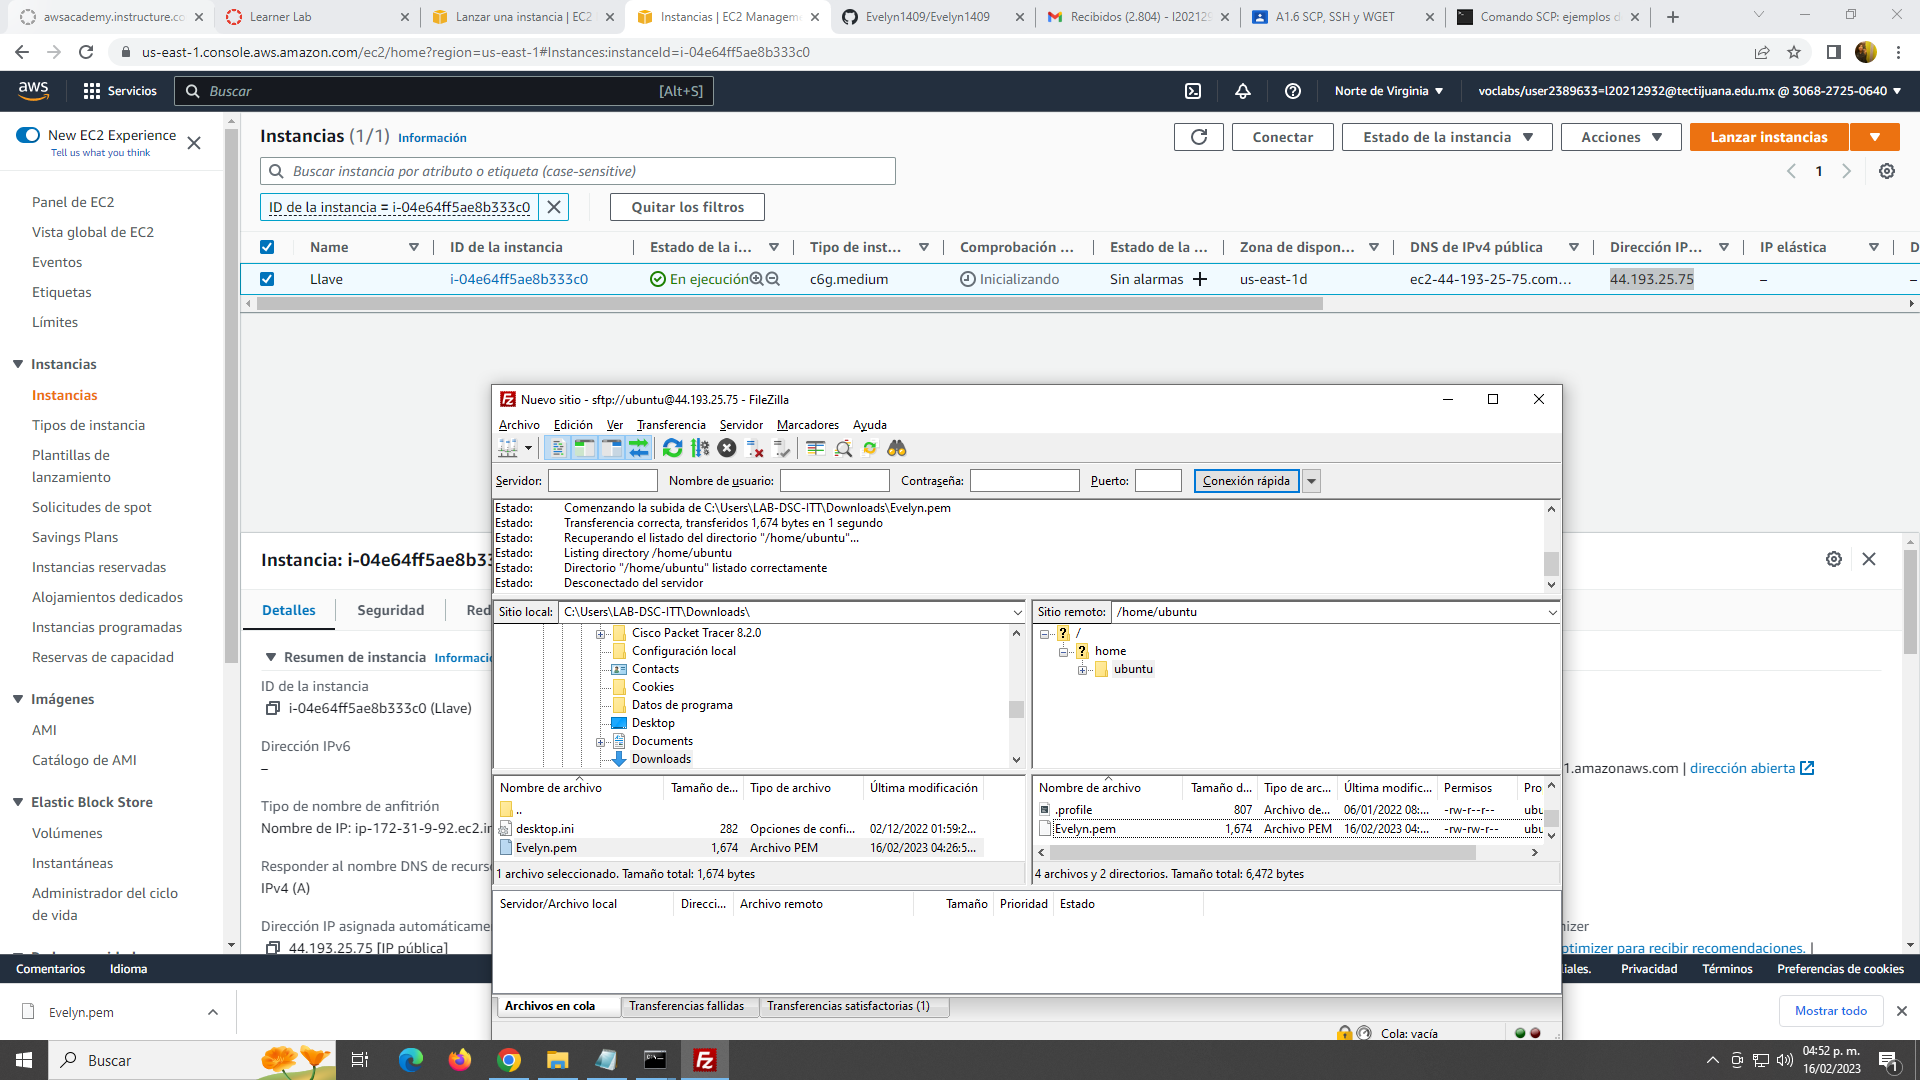 awsacademy.instructure.co
Learner Lab
Lanzar una instancia | EC2
Instancias | EC2 Managem
Evelyn1409/Evelyn1409
Recibidos (2.804) - l202129
A1.6 SCP, SSH y WGET
Comando SCP: ejemplos d
us-east-1.console.aws.amazon.com/ec2/home?region=us-east-1#Instances:instanceId=i-04e64ff5ae8b333c0
aws
Servicios
Buscar
[Alt+S]
Norte de Virginia
voclabs/user2389633=l20212932@tectijuana.edu.mx @ 3068-2725-0640
New EC2 Experience
Tell us what you think
Panel de EC2
Vista global de EC2
Eventos
Etiquetas
Límites
Instancias
Instancias
Tipos de instancia
Plantillas de
lanzamiento
Solicitudes de spot
Savings Plans
Instancias reservadas
Alojamientos dedicados
Instancias programadas
Reservas de capacidad
Imágenes
AMI
Catálogo de AMI
Elastic Block Store
Volúmenes
Instantáneas
Administrador del ciclo
de vida
Instancias (1/1) Información
Conectar
Estado de la instancia
Acciones
Lanzar instancias
Buscar instancia por atributo o etiqueta (case-sensitive)
1
ID de la instancia = i-04e64ff5ae8b333c0
Quitar los filtros
Name
ID de la instancia
Estado de la i...
Tipo de inst...
Comprobación ...
Estado de la ...
Zona de dispon...
DNS de IPv4 pública
Dirección IP...
IP elástica
D
Llave
i-04e64ff5ae8b333c0
En ejecución
c6g.medium
Inicializando
Sin alarmas
us-east-1d
ec2-44-193-25-75.com...
44.193.25.75
–
–
Instancia: i-04e64ff5ae8b33
Detalles
Seguridad
Red
Resumen de instancia Informació
ID de la instancia
i-04e64ff5ae8b333c0 (Llave)
Dirección IPv6
–
Tipo de nombre de anfitrión
Nombre de IP: ip-172-31-9-92.ec2.in
Responder al nombre DNS de recurs
IPv4 (A)
Dirección IP asignada automáticame
44.193.25.75 [IP pública]
1.amazonaws.com | dirección abierta
mizer
optimizer para recibir recomendaciones. |
Nuevo sitio - sftp://ubuntu@44.193.25.75 - FileZilla
Archivo Edición Ver Transferencia Servidor Marcadores Ayuda
Servidor:
Nombre de usuario:
Contraseña:
Puerto:
Conexión rápida
Estado: Comenzando la subida de C:\Users\LAB-DSC-ITT\Downloads\Evelyn.pem
Estado: Transferencia correcta, transferidos 1,674 bytes en 1 segundo
Estado: Recuperando el listado del directorio "/home/ubuntu"...
Estado: Listing directory /home/ubuntu
Estado: Directorio "/home/ubuntu" listado correctamente
Estado: Desconectado del servidor
Sitio local: C:\Users\LAB-DSC-ITT\Downloads\
Cisco Packet Tracer 8.2.0
Configuración local
Contacts
Cookies
Datos de programa
Desktop
Documents
Downloads
Sitio remoto: /home/ubuntu
/
home
ubuntu
Nombre de archivo
Tamaño de...
Tipo de archivo
Última modificación
..
desktop.ini 282 Opciones de confi... 02/12/2022 01:59:2...
Evelyn.pem 1,674 Archivo PEM 16/02/2023 04:26:5...
1 archivo seleccionado. Tamaño total: 1,674 bytes
Nombre de archivo
Tamaño d...
Tipo de arc...
Última modific...
Permisos
Pro
.profile 807 Archivo de... 06/01/2022 08:... -rw-r--r-- ubu
Evelyn.pem 1,674 Archivo PEM 16/02/2023 04:... -rw-rw-r-- ubu
4 archivos y 2 directorios. Tamaño total: 6,472 bytes
Servidor/Archivo local
Direcci...
Archivo remoto
Tamaño
Prioridad
Estado
Archivos en cola
Transferencias fallidas
Transferencias satisfactorias (1)
Cola: vacía
Comentarios
Idioma
iales.
Privacidad
Términos
Preferencias de cookies
Evelyn.pem
Mostrar todo
Buscar
04:52 p. m.
16/02/2023
1